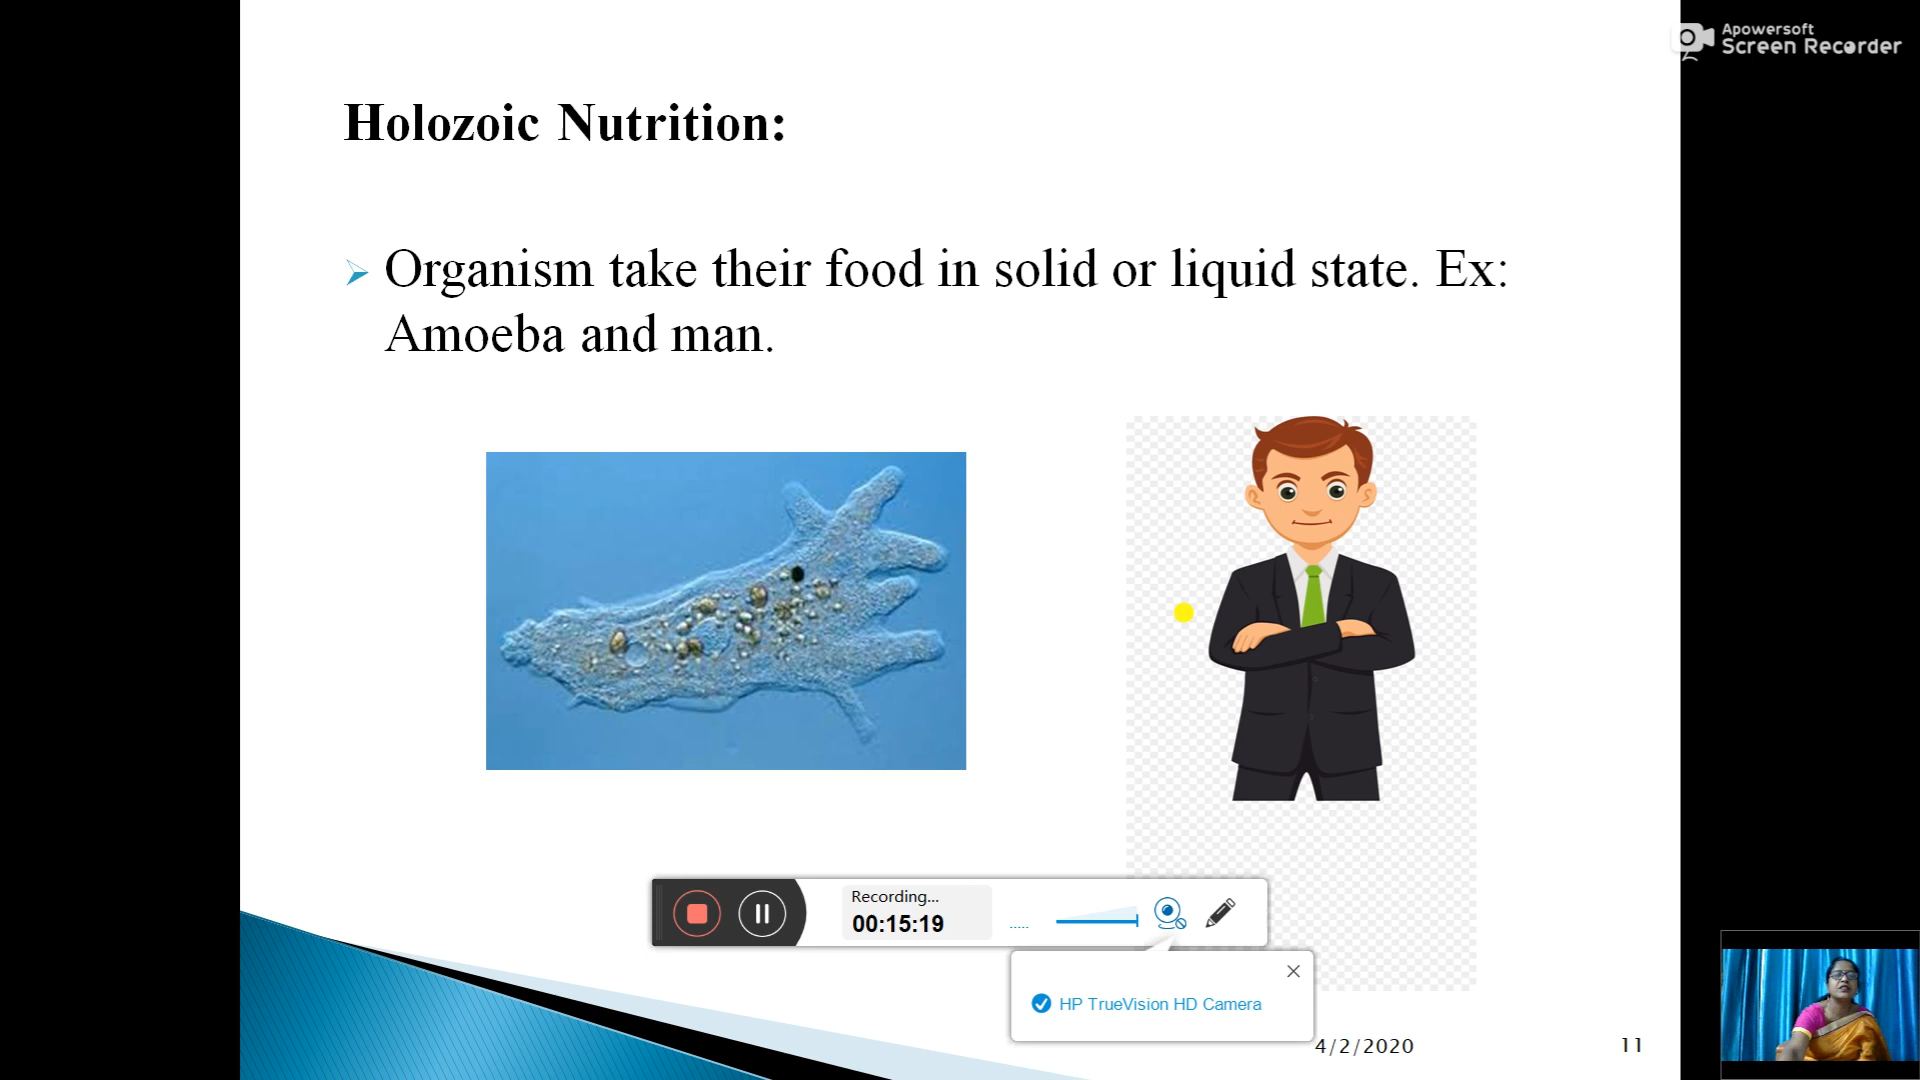 Apowersoft
Screen Recorder
Holozoic Nutrition:
Organism take their food in solid or liquid state. Ex:
Amoeba and man.
Recording...
00:15:19
HP TrueVision HD Camera
4/2/2020
11